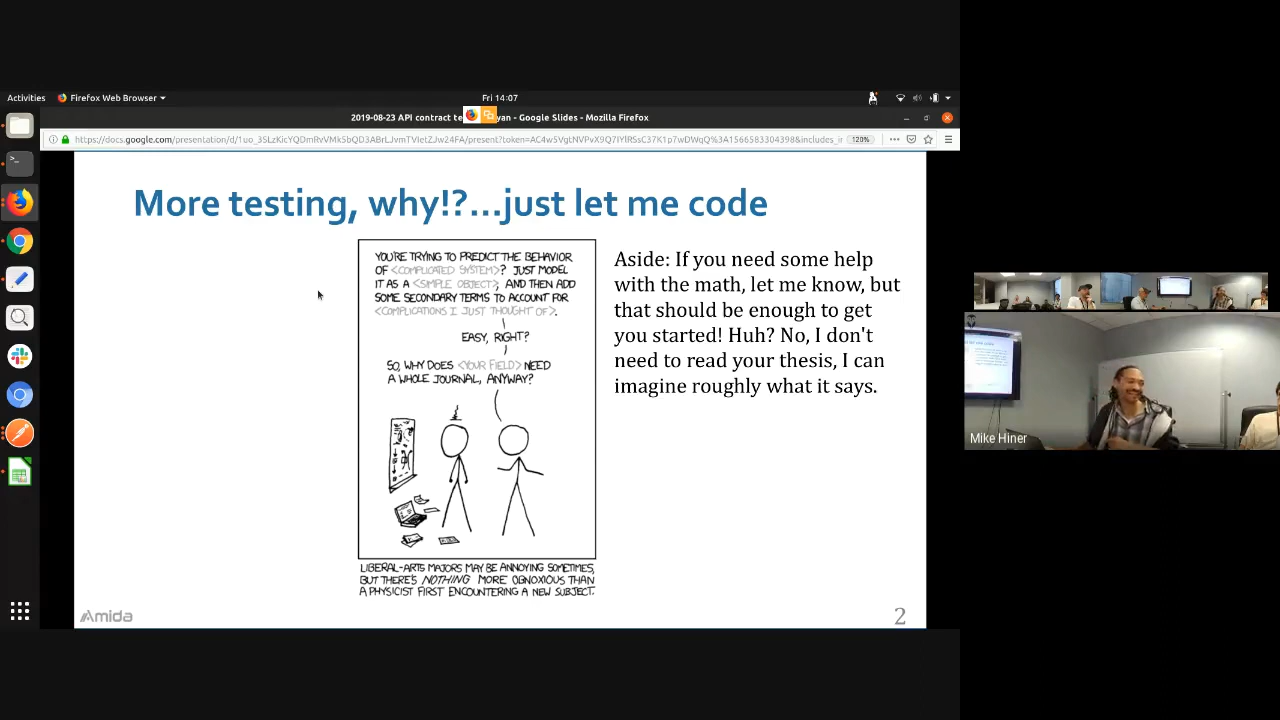 Activities
Firefox Web Browser
Fri 14:07
2019-08-23 API contract te
yan - Google Slides - Mozilla Firefox
120%
More testing, why!?...just let me code
YOU'RE TRYING TO PREDICT THE BEHAVIOR
OF <COMPLICATED SYSTEM>? JUST MODEL
IT AS A <SIMPLE OBJECT>, AND THEN ADD
SOME SECONDARY TERMS TO ACCOUNT FOR
<COMPLICATIONS I JUST THOUGHT OF>.
EASY, RIGHT?
SO, WHY DOES <YOUR FIELD> NEED
A WHOLE JOURNAL, ANYWAY?
LIBERAL-ARTS MAJORS MAY BE ANNOYING SOMETIMES,
BUT THERE'S NOTHING MORE OBNOXIOUS THAN
A PHYSICIST FIRST ENCOUNTERING A NEW SUBJECT.
Aside: If you need some help
with the math, let me know, but
that should be enough to get
you started! Huh? No, I don't
need to read your thesis, I can
imagine roughly what it says.
Amida
2
Mike Hiner